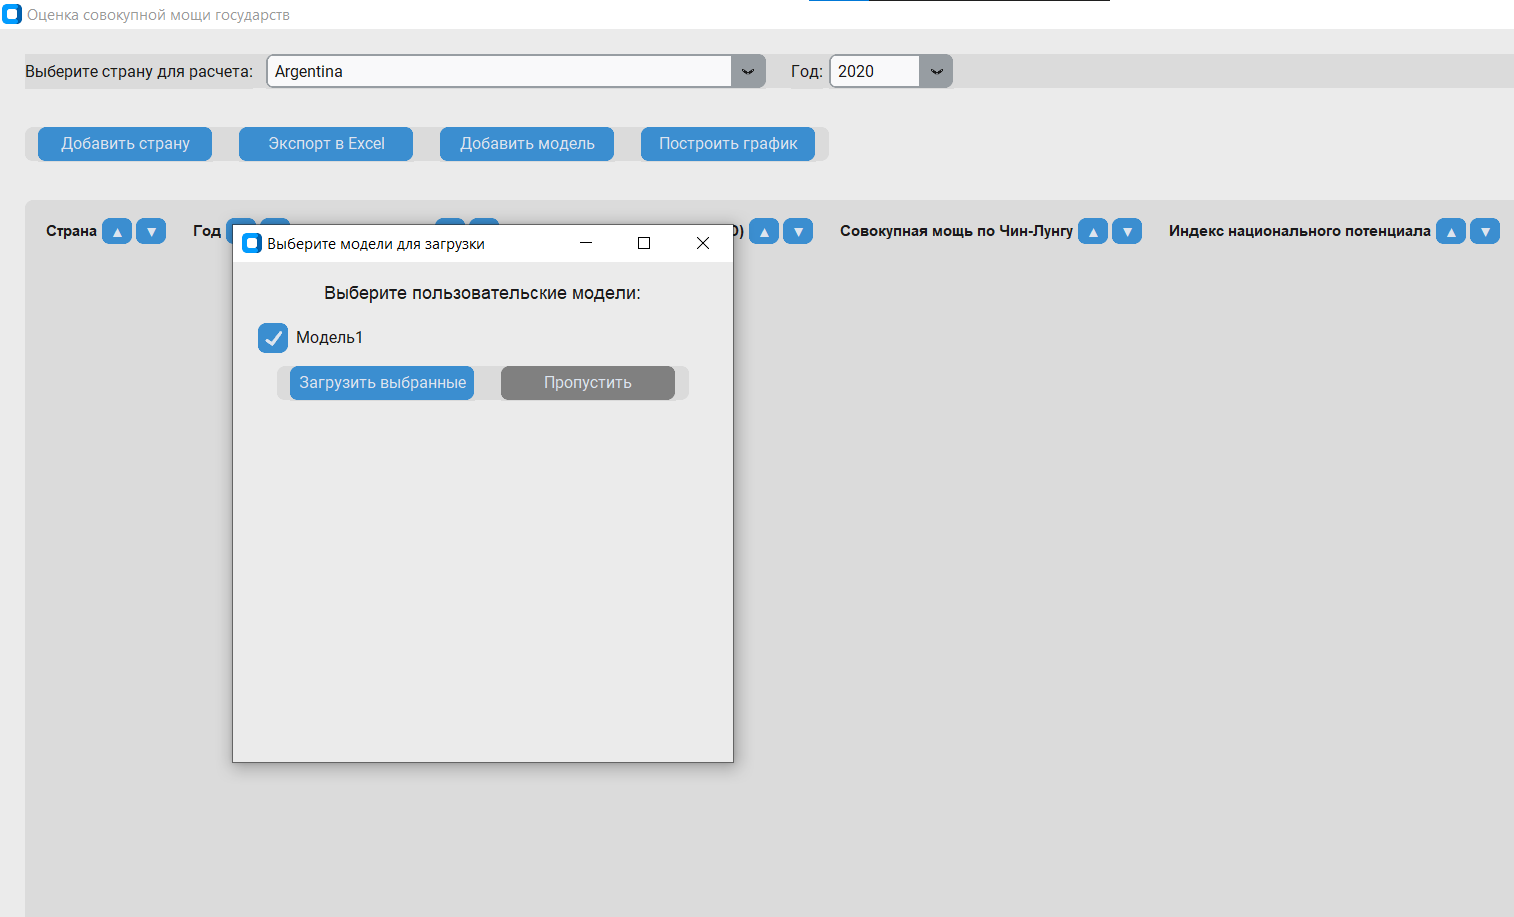 Оценка совокупной мощи государств
Выберите страну для расчета: Argentina Год: 2020
Добавить страну Экспорт в Excel Добавить модель Построить график
Страна ▲ ▼ Год ) ▲ ▼ Совокупная мощь по Чин-Лунгу ▲ ▼ Индекс национального потенциала ▲ ▼
Выберите модели для загрузки
Выберите пользовательские модели:
Модель1
Загрузить выбранные Пропустить